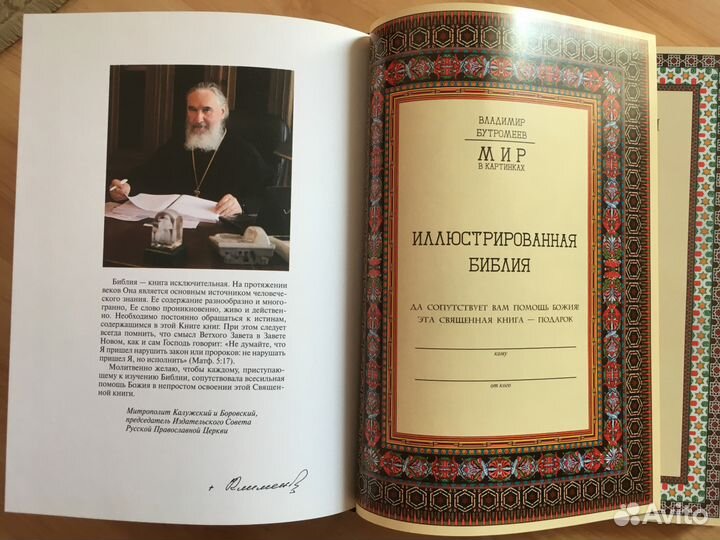 Библия — книга исключительная. На протяжении
веков Она является основным источником человечес-
кого знания. Ее содержание разнообразно и много-
гранно, Ее слово проникновенно, живо и действен-
но. Необходимо постоянно обращаться к истинам,
содержащимся в этой Книге книг. При этом следует
всегда помнить, что смысл Ветхого Завета в Завете
Новом, как и сам Господь говорит: «Не думайте, что
Я пришел нарушить закон или пророков: не нарушать
пришел Я, но исполнить» (Матф. 5:17).
Молитвенно желаю, чтобы каждому, приступаю-
щему к изучению Библии, сопутствовала всесильная
помощь Божия в непростом освоении этой Священ-
ной книги.
Митрополит Калужский и Боровский,
председатель Издательского Совета
Русской Православной Церкви
ВЛАДИМИР
БУТРОМЕЕВ
МИР
В КАРТИНКАХ
ИЛЛЮСТРИРОВАННАЯ
БИБЛИЯ
ДА СОПУТСТВУЕТ ВАМ ПОМОЩЬ БОЖИЯ!
ЭТА СВЯЩЕННАЯ КНИГА — ПОДАРОК
кому
от кого
Avito